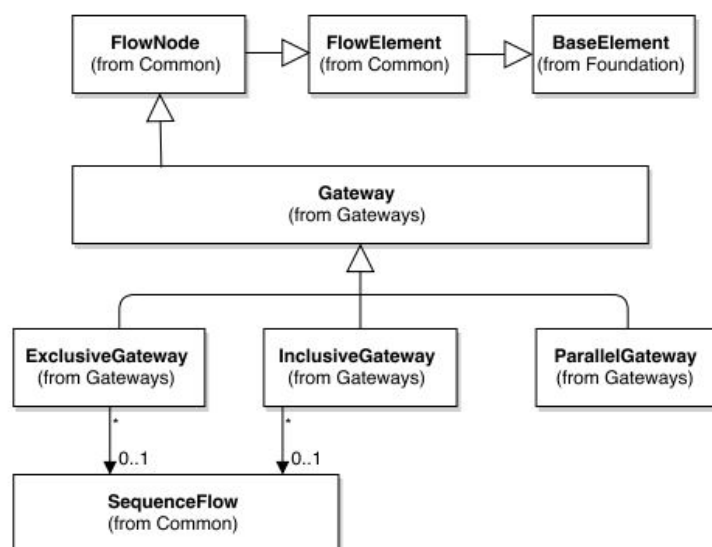 FlowNode
(from Common)
FlowElement
(from Common)
BaseElement
(from Foundation)
Gateway
(from Gateways)
ExclusiveGateway
(from Gateways)
InclusiveGateway
(from Gateways)
ParallelGateway
(from Gateways)
*
0..1
*
0..1
SequenceFlow
(from Common)